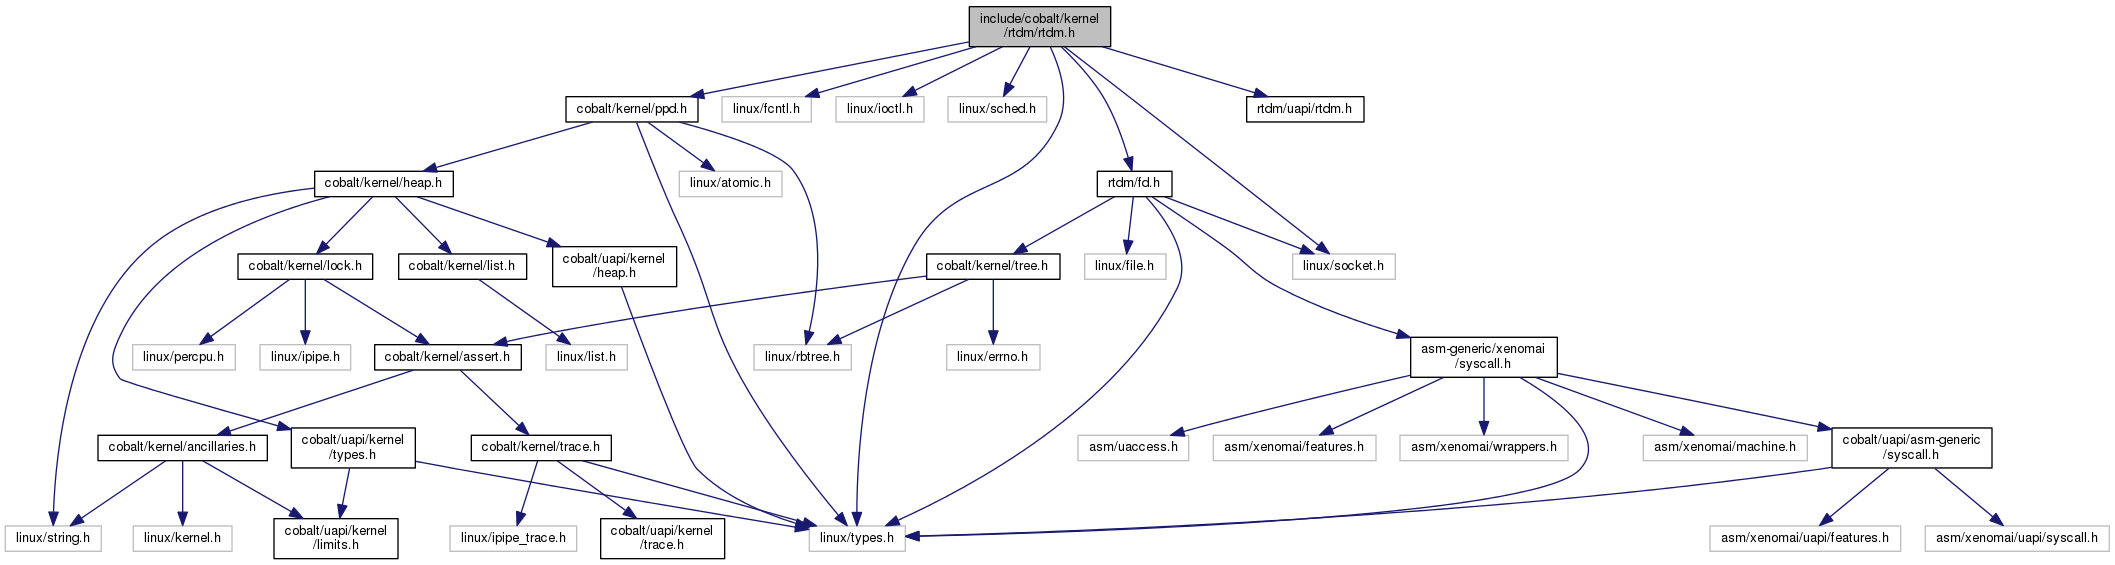 include/cobalt/kernel
/rtdm/rtdm.h
cobalt/kernel/ppd.h
linux/fcntl.h
linux/ioctl.h
linux/sched.h
rtdm/uapi/rtdm.h
cobalt/kernel/heap.h
linux/atomic.h
rtdm/fd.h
cobalt/kernel/lock.h
cobalt/kernel/list.h
cobalt/uapi/kernel
/heap.h
cobalt/kernel/tree.h
linux/file.h
linux/socket.h
linux/percpu.h
linux/ipipe.h
cobalt/kernel/assert.h
linux/list.h
linux/rbtree.h
linux/errno.h
asm-generic/xenomai
/syscall.h
cobalt/kernel/ancillaries.h
cobalt/uapi/kernel
/types.h
cobalt/kernel/trace.h
asm/uaccess.h
asm/xenomai/features.h
asm/xenomai/wrappers.h
asm/xenomai/machine.h
cobalt/uapi/asm-generic
/syscall.h
linux/string.h
linux/kernel.h
cobalt/uapi/kernel
/limits.h
linux/ipipe_trace.h
cobalt/uapi/kernel
/trace.h
linux/types.h
asm/xenomai/uapi/features.h
asm/xenomai/uapi/syscall.h